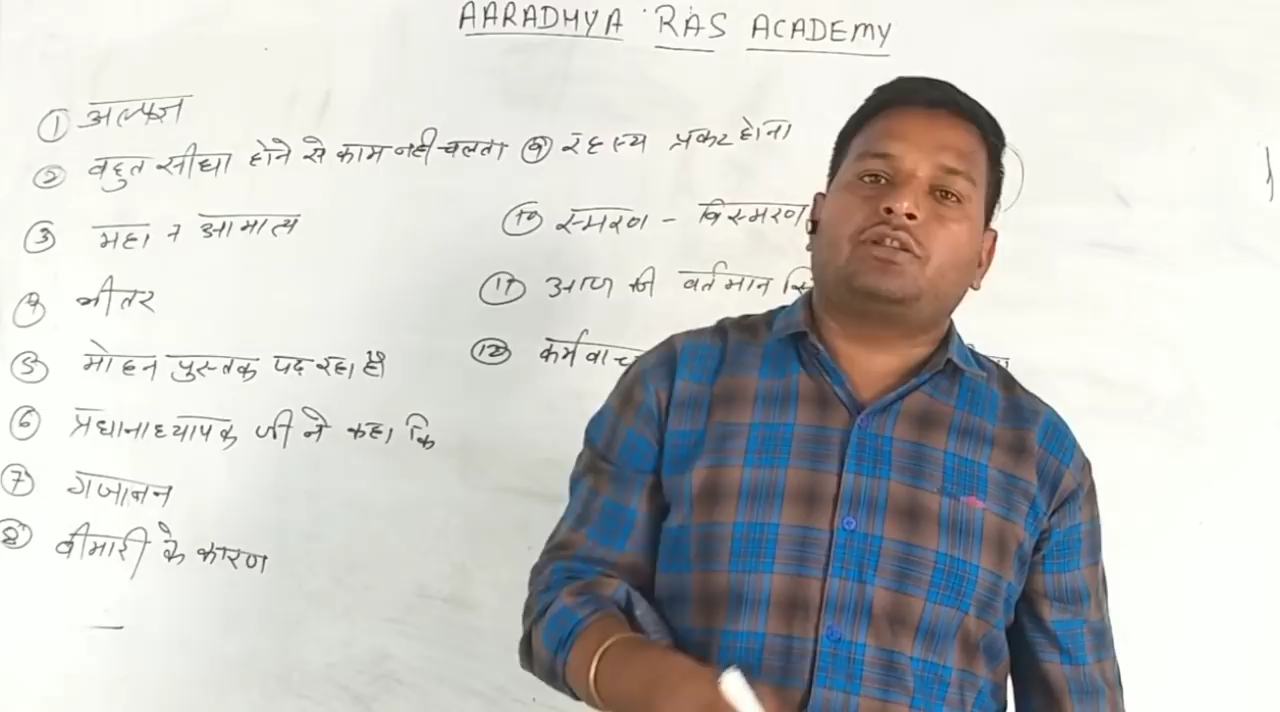 AARADHYA RAS ACADEMY
① अल्पज्ञ
② बहुत सीधा होने से काम नही चलता
③ महा + आमात्य
④ भीतर
⑤ मोहन पुस्तक पढ़ रहा है।
⑥ प्रधानाध्यापक जी ने कहा कि
⑦ गजानन
⑧ बीमारी के कारण
⑨ रहस्य प्रकट होना
⑩ स्मरण - विस्मरण
⑪ आज की वर्तमान
⑫ कर्मवाच